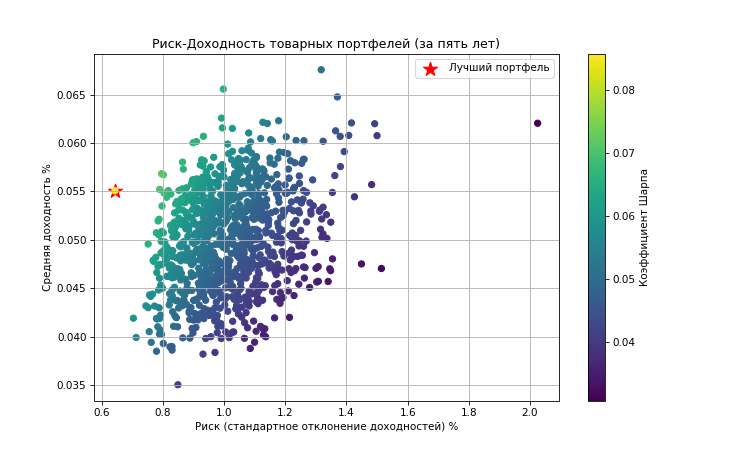 Риск-Доходность товарных портфелей (за пять лет)
Лучший портфель
Средняя доходность %
0.065
0.060
0.055
0.050
0.045
0.040
0.035
0.6 0.8 1.0 1.2 1.4 1.6 1.8 2.0
Риск (стандартное отклонение доходностей) %
0.08
0.07
0.06
0.05
0.04
Коэффициент Шарпа